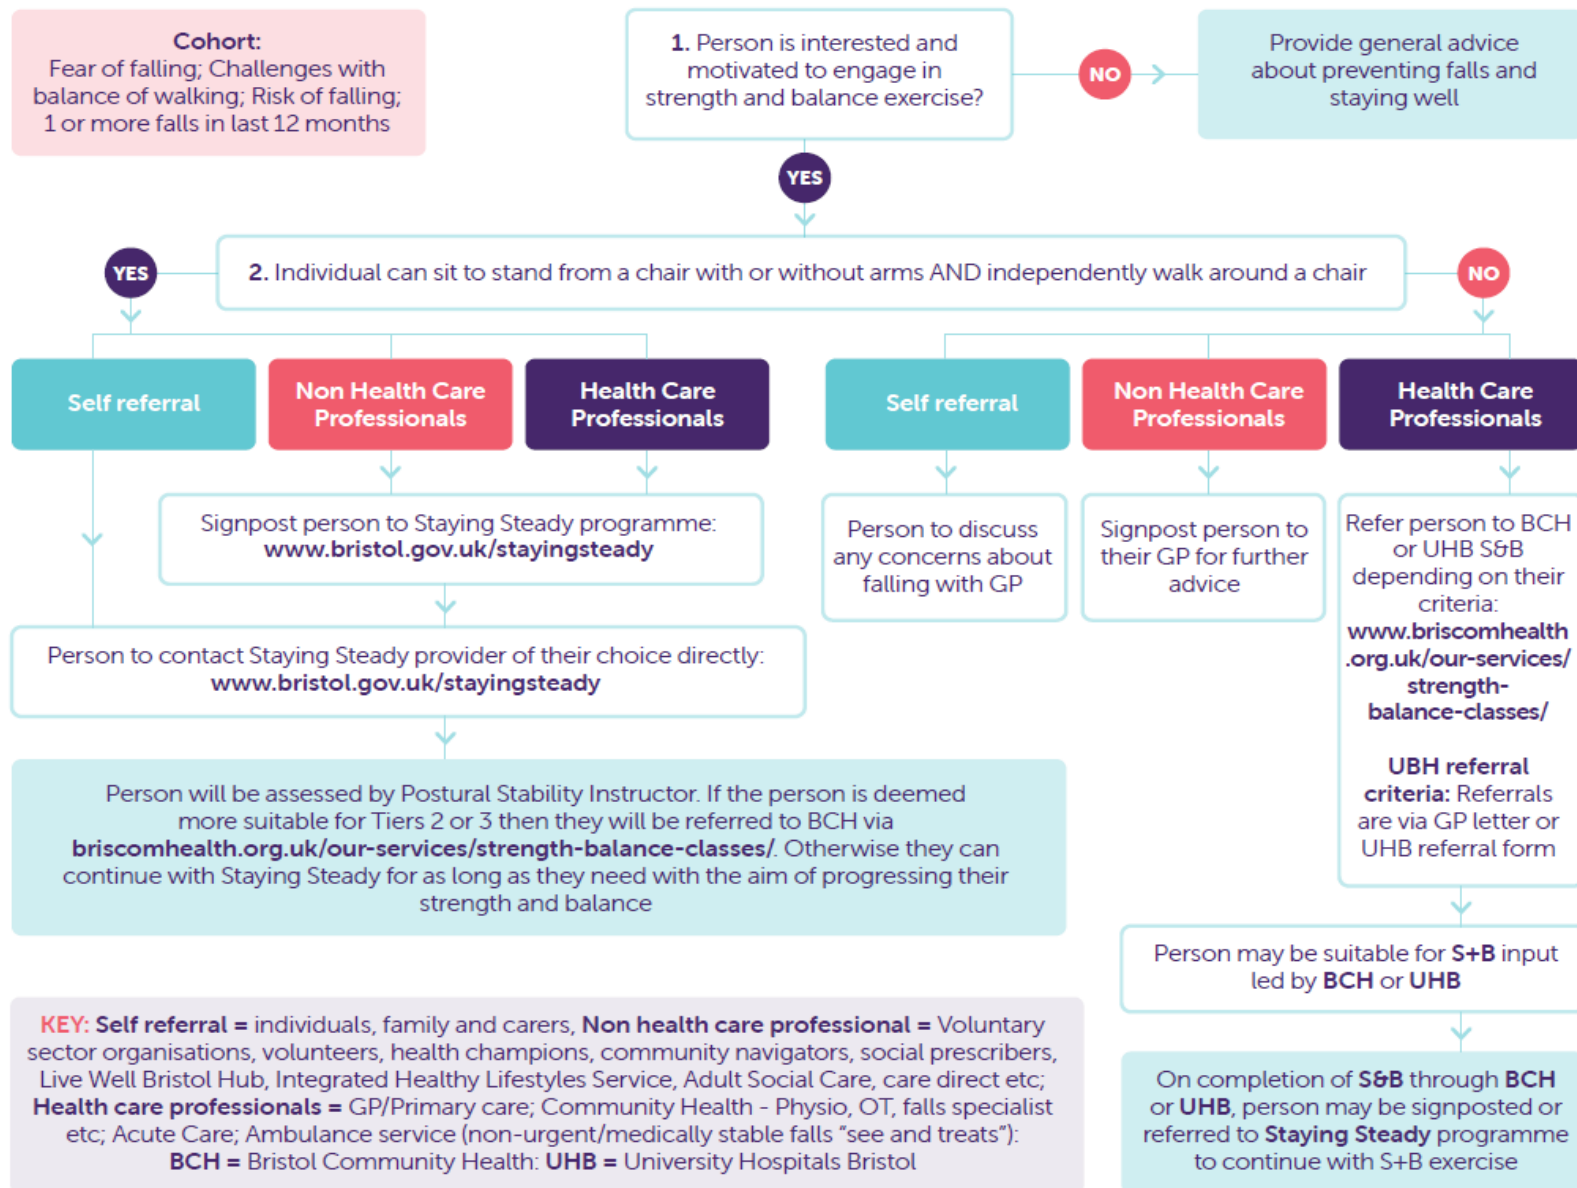 Cohort:
Fear of falling; Challenges with
balance of walking; Risk of falling;
1 or more falls in last 12 months
1. Person is interested and
motivated to engage in
strength and balance exercise?
NO
Provide general advice
about preventing falls and
staying well
YES
YES
2. Individual can sit to stand from a chair with or without arms AND independently walk around a chair
NO
Self referral
Non Health Care
Professionals
Health Care
Professionals
Self referral
Non Health Care
Professionals
Health Care
Professionals
Signpost person to Staying Steady programme:
www.bristol.gov.uk/stayingsteady
Person to contact Staying Steady provider of their choice directly:
www.bristol.gov.uk/stayingsteady
Person will be assessed by Postural Stability Instructor. If the person is deemed
more suitable for Tiers 2 or 3 then they will be referred to BCH via
briscomhealth.org.uk/our-services/strength-balance-classes/. Otherwise they can
continue with Staying Steady for as long as they need with the aim of progressing their
strength and balance
Person to discuss
any concerns about
falling with GP
Signpost person to
their GP for further
advice
Refer person to BCH
or UHB S&B
depending on their
criteria:
www.briscomhealth
.org.uk/our-services/
strength-
balance-classes/
UBH referral
criteria: Referrals
are via GP letter or
UHB referral form
Person may be suitable for S+B input
led by BCH or UHB
On completion of S&B through BCH
or UHB, person may be signposted or
referred to Staying Steady programme
to continue with S+B exercise
KEY: Self referral = individuals, family and carers, Non health care professional = Voluntary
sector organisations, volunteers, health champions, community navigators, social prescribers,
Live Well Bristol Hub, Integrated Healthy Lifestyles Service, Adult Social Care, care direct etc;
Health care professionals = GP/Primary care; Community Health - Physio, OT, falls specialist
etc; Acute Care; Ambulance service (non-urgent/medically stable falls “see and treats”):
BCH = Bristol Community Health: UHB = University Hospitals Bristol